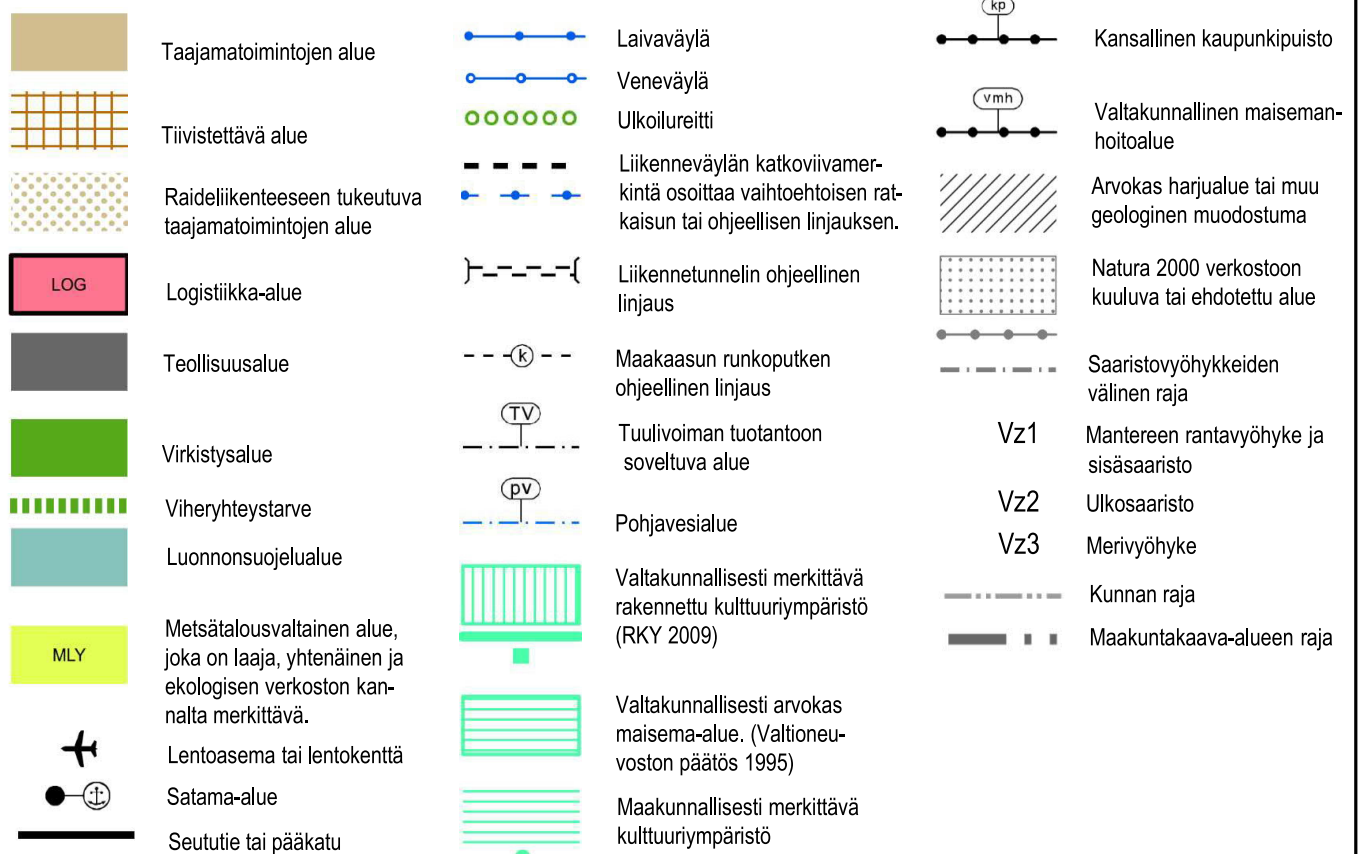 Taajamatoimintojen alue
Tiivistettävä alue
Raideliikenteeseen tukeutuva
taajamatoimintojen alue
LOG
Logistiikka-alue
Teollisuusalue
Virkistysalue
Viheryhteystarve
Luonnonsuojelualue
MLY
Metsätalousvaltainen alue,
joka on laaja, yhtenäinen ja
ekologisen verkoston kan-
nalta merkittävä.
Lentoasema tai lentokenttä
Satama-alue
Seututie tai pääkatu
Laivaväylä
Veneväylä
Ulkoilureitti
Liikenneväylän katkoviivamer-
kintä osoittaa vaihtoehtoisen rat-
kaisun tai ohjeellisen linjauksen.
Liikennetunnelin ohjeellinen
linjaus
k
Maakaasun runkoputken
ohjeellinen linjaus
TV
Tuulivoiman tuotantoon
soveltuva alue
pv
Pohjavesialue
Valtakunnallisesti merkittävä
rakennettu kulttuuriympäristö
(RKY 2009)
Valtakunnallisesti arvokas
maisema-alue. (Valtioneu-
voston päätös 1995)
Maakunnallisesti merkittävä
kulttuuriympäristö
kp
Kansallinen kaupunkipuisto
vmh
Valtakunnallinen maiseman-
hoitoalue
Arvokas harjualue tai muu
geologinen muodostuma
Natura 2000 verkostoon
kuuluva tai ehdotettu alue
Saaristovyöhykkeiden
välinen raja
Vz1 Mantereen rantavyöhyke ja
sisäsaaristo
Vz2 Ulkosaaristo
Vz3 Merivyöhyke
Kunnan raja
Maakuntakaava-alueen raja